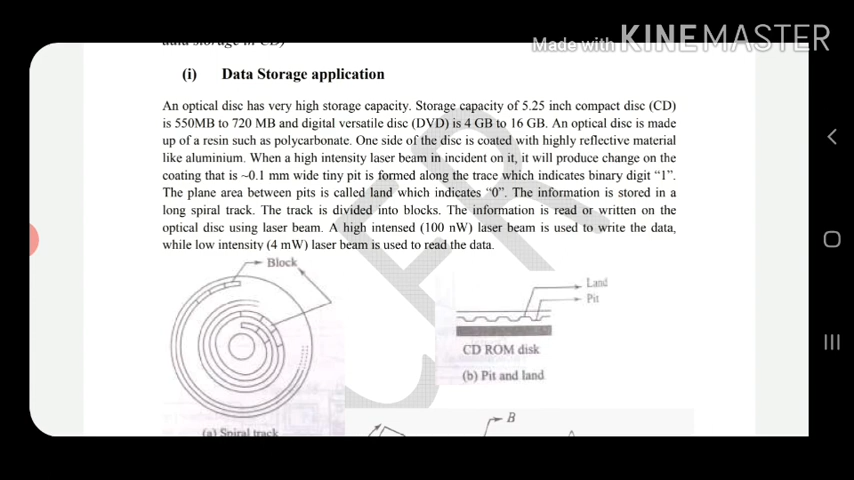 data storage in CD)
Made with KINEMASTER
(i) Data Storage application
An optical disc has very high storage capacity. Storage capacity of 5.25 inch compact disc (CD)
is 550MB to 720 MB and digital versatile disc (DVD) is 4 GB to 16 GB. An optical disc is made
up of a resin such as polycarbonate. One side of the disc is coated with highly reflective material
like aluminium. When a high intensity laser beam in incident on it, it will produce change on the
coating that is ~0.1 mm wide tiny pit is formed along the trace which indicates binary digit “1”.
The plane area between pits is called land which indicates “0”. The information is stored in a
long spiral track. The track is divided into blocks. The information is read or written on the
optical disc using laser beam. A high intensed (100 nW) laser beam is used to write the data,
while low intensity (4 mW) laser beam is used to read the data.
Block
Land
Pit
CD ROM disk
(b) Pit and land
(a) Spiral track
B